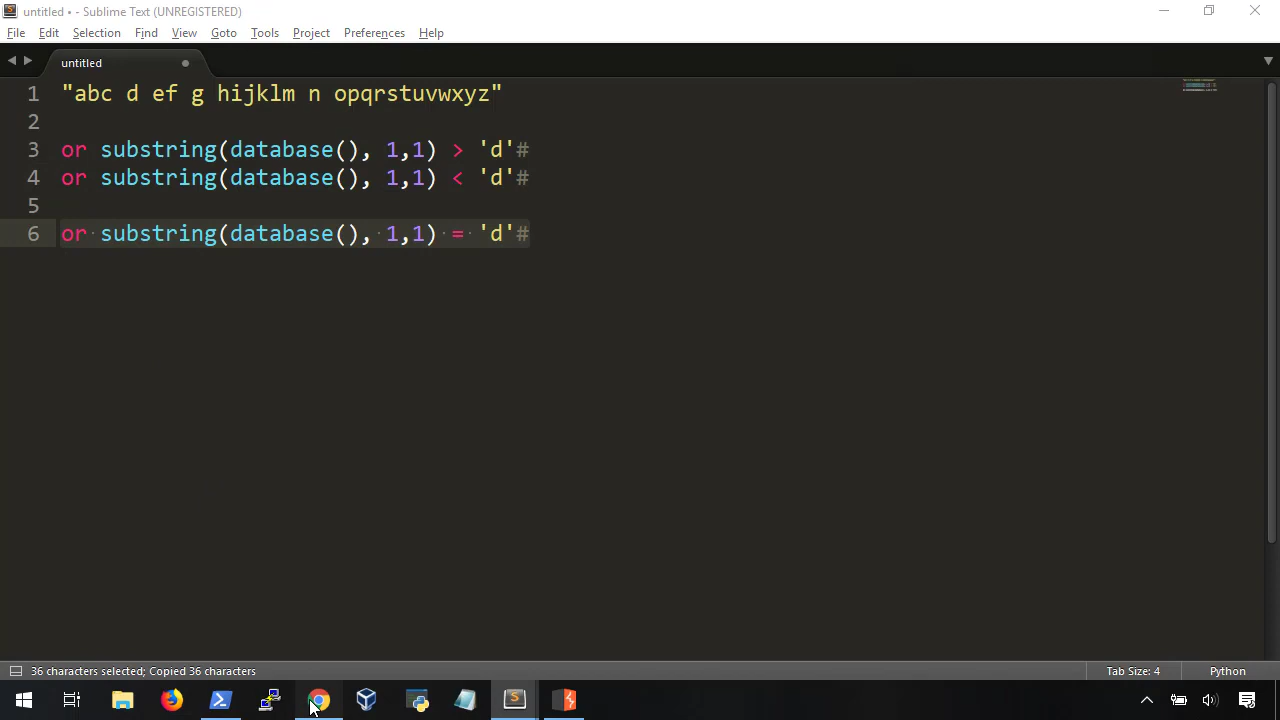 untitled • - Sublime Text (UNREGISTERED)
File Edit Selection Find View Goto Tools Project Preferences Help
untitled
1 "abc d ef g hijklm n opqrstuvwxyz"
2
3 or substring(database(), 1,1) > 'd'#
4 or substring(database(), 1,1) < 'd'#
5
6 or substring(database(), 1,1) = 'd'#
36 characters selected; Copied 36 characters Tab Size: 4 Python